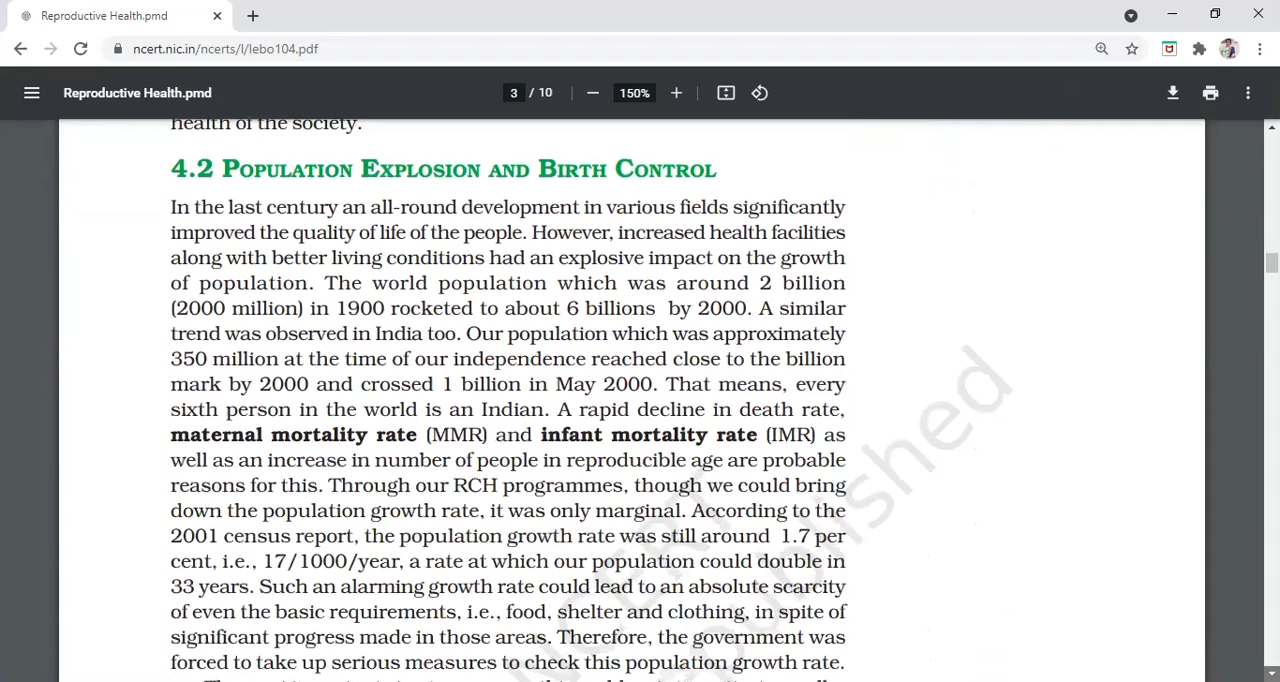 Reproductive Health.pmd
ncert.nic.in/ncerts/l/lebo104.pdf
Reproductive Health.pmd
3 / 10
150%
health of the society.
4.2 POPULATION EXPLOSION AND BIRTH CONTROL
In the last century an all-round development in various fields significantly
improved the quality of life of the people. However, increased health facilities
along with better living conditions had an explosive impact on the growth
of population. The world population which was around 2 billion
(2000 million) in 1900 rocketed to about 6 billions by 2000. A similar
trend was observed in India too. Our population which was approximately
350 million at the time of our independence reached close to the billion
mark by 2000 and crossed 1 billion in May 2000. That means, every
sixth person in the world is an Indian. A rapid decline in death rate,
maternal mortality rate (MMR) and infant mortality rate (IMR) as
well as an increase in number of people in reproducible age are probable
reasons for this. Through our RCH programmes, though we could bring
down the population growth rate, it was only marginal. According to the
2001 census report, the population growth rate was still around 1.7 per
cent, i.e., 17/1000/year, a rate at which our population could double in
33 years. Such an alarming growth rate could lead to an absolute scarcity
of even the basic requirements, i.e., food, shelter and clothing, in spite of
significant progress made in those areas. Therefore, the government was
forced to take up serious measures to check this population growth rate.
NCERT
published